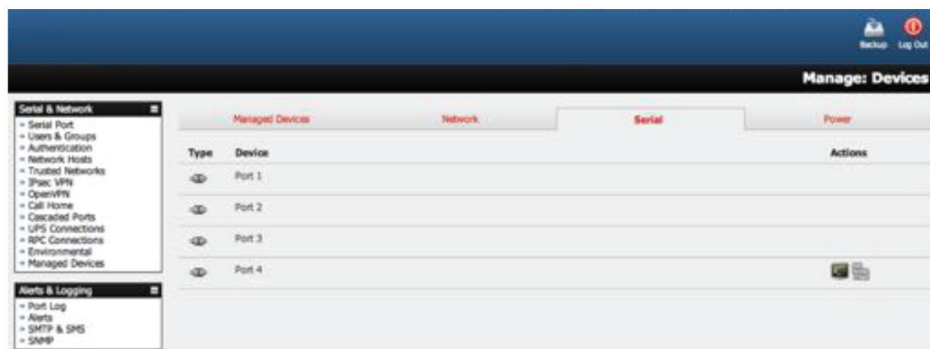 Backup Log Out
Manage: Devices
Serial & Network
Serial Port
Users & Groups
Authentication
Network Hosts
Trusted Networks
IPsec VPN
OpenVPN
Call Home
Cascaded Ports
UPS Connections
RPC Connections
Environmental
Managed Devices
Alerts & Logging
Port Log
Alerts
SMTP & SMS
SNMP
Managed Devices Network Serial Power
Type Device Actions
Port 1
Port 2
Port 3
Port 4